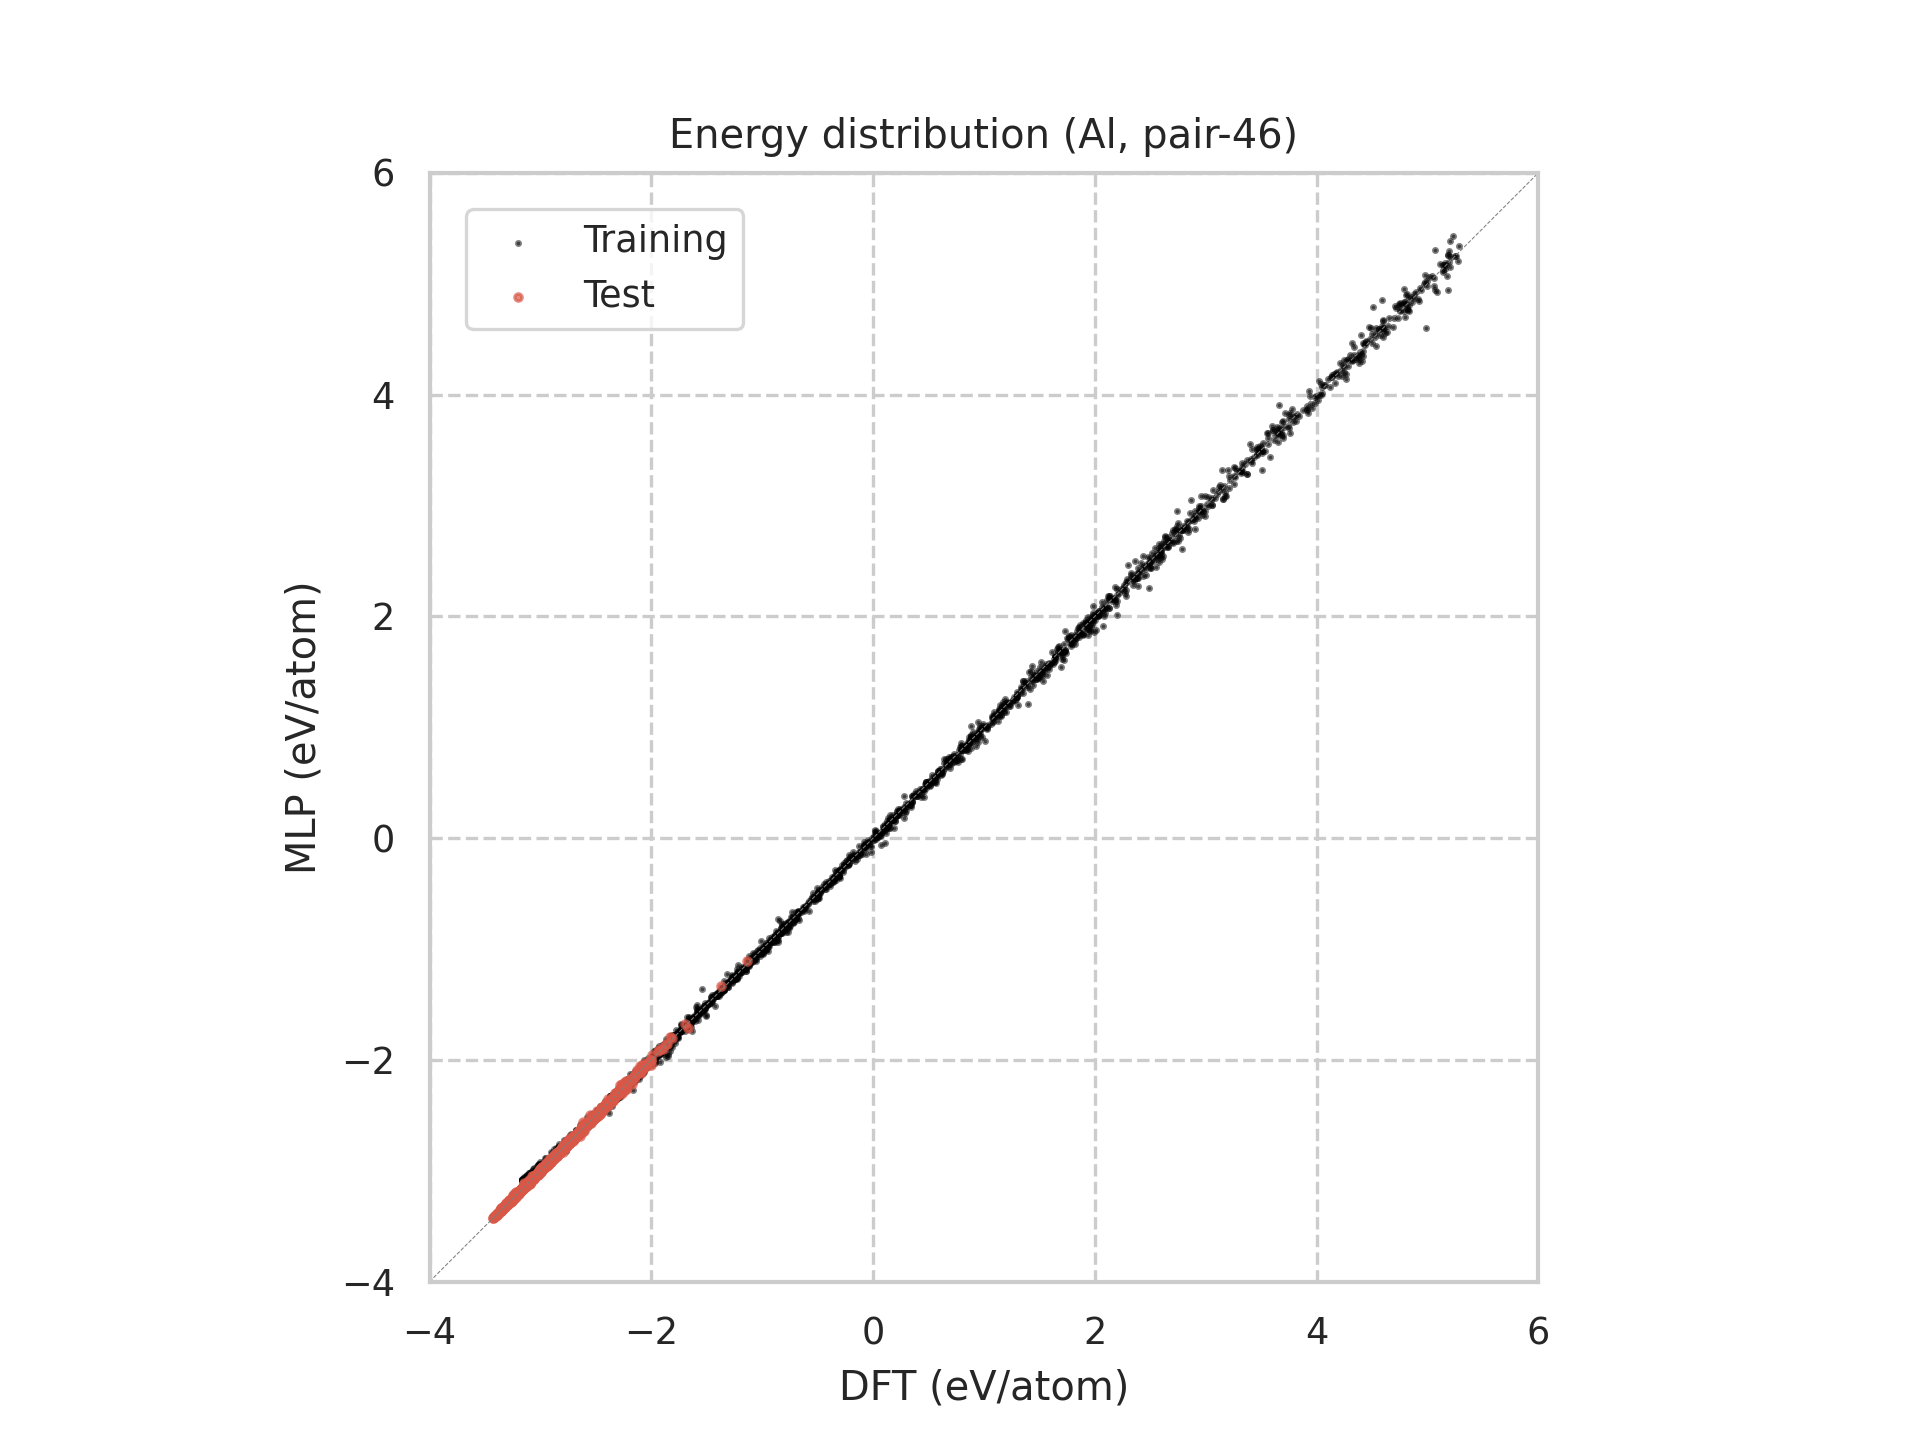 Energy distribution (Al, pair-46)
Training
Test
6
4
2
0
−2
−4
MLP (eV/atom)
−4
−2
0
2
4
6
DFT (eV/atom)